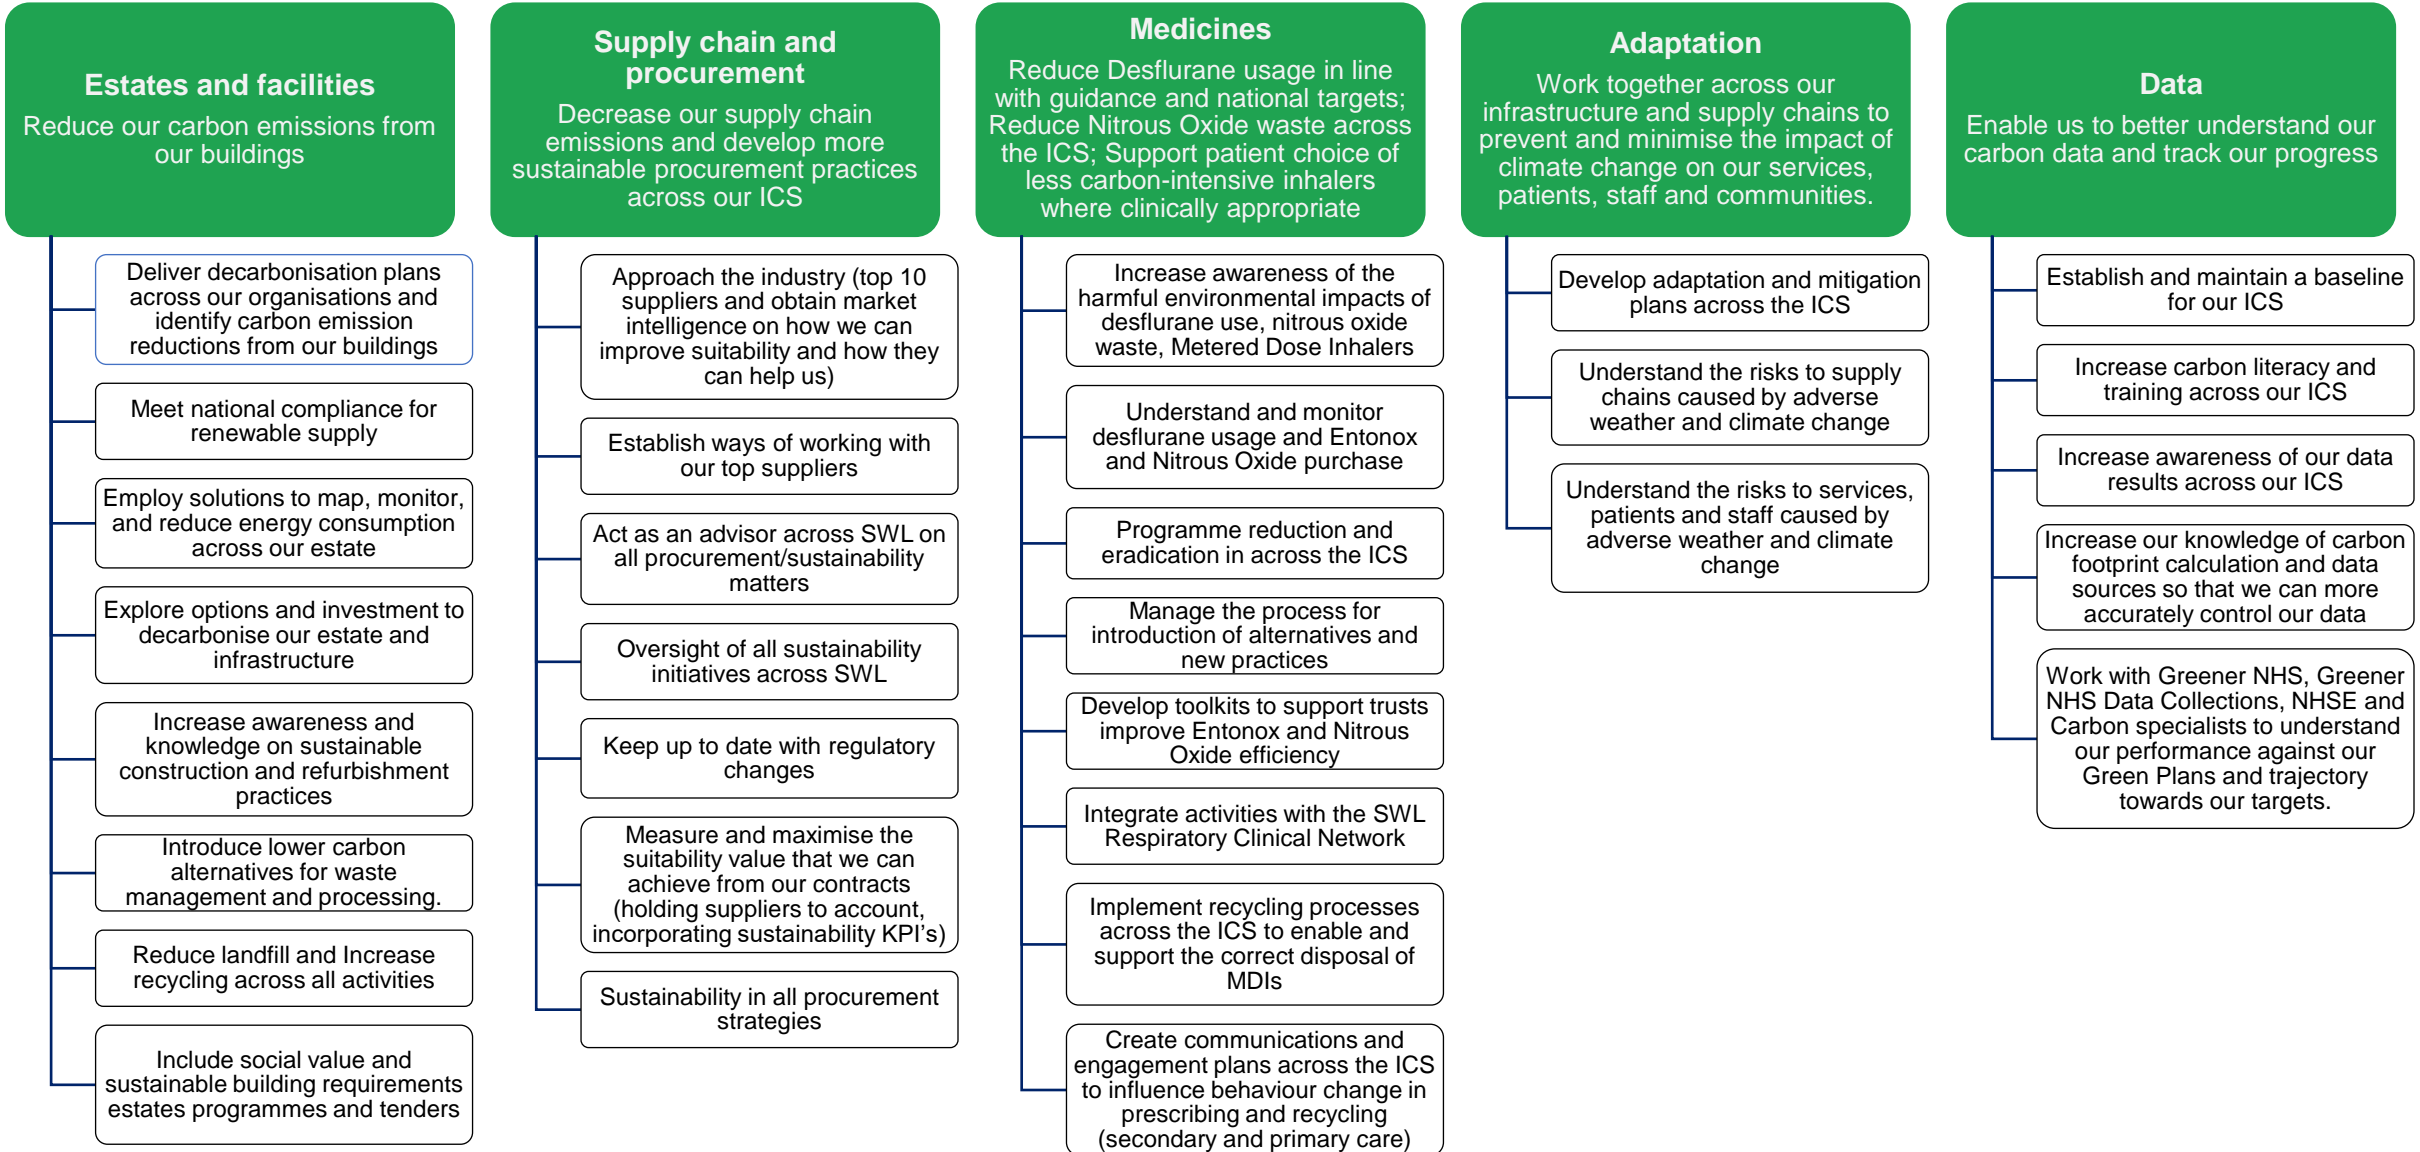 Estates and facilities
Reduce our carbon emissions from
our buildings
Deliver decarbonisation plans
across our organisations and
identify carbon emission
reductions from our buildings
Meet national compliance for
renewable supply
Employ solutions to map, monitor,
and reduce energy consumption
across our estate
Explore options and investment to
decarbonise our estate and
infrastructure
Increase awareness and
knowledge on sustainable
construction and refurbishment
practices
Introduce lower carbon
alternatives for waste
management and processing.
Reduce landfill and Increase
recycling across all activities
Include social value and
sustainable building requirements
estates programmes and tenders
Supply chain and
procurement
Decrease our supply chain
emissions and develop more
sustainable procurement practices
across our ICS
Approach the industry (top 10
suppliers and obtain market
intelligence on how we can
improve suitability and how they
can help us)
Establish ways of working with
our top suppliers
Act as an advisor across SWL on
all procurement/sustainability
matters
Oversight of all sustainability
initiatives across SWL
Keep up to date with regulatory
changes
Measure and maximise the
suitability value that we can
achieve from our contracts
(holding suppliers to account,
incorporating sustainability KPI's)
Sustainability in all procurement
strategies
Medicines
Reduce Desflurane usage in line
with guidance and national targets;
Reduce Nitrous Oxide waste across
the ICS; Support patient choice of
less carbon-intensive inhalers
where clinically appropriate
Increase awareness of the
harmful environmental impacts of
desflurane use, nitrous oxide
waste, Metered Dose Inhalers
Understand and monitor
desflurane usage and Entonox
and Nitrous Oxide purchase
Programme reduction and
eradication in across the ICS
Manage the process for
introduction of alternatives and
new practices
Develop toolkits to support trusts
improve Entonox and Nitrous
Oxide efficiency
Integrate activities with the SWL
Respiratory Clinical Network
Implement recycling processes
across the ICS to enable and
support the correct disposal of
MDIs
Create communications and
engagement plans across the ICS
to influence behaviour change in
prescribing and recycling
(secondary and primary care)
Adaptation
Work together across our
infrastructure and supply chains to
prevent and minimise the impact of
climate change on our services,
patients, staff and communities.
Develop adaptation and mitigation
plans across the ICS
Understand the risks to supply
chains caused by adverse
weather and climate change
Understand the risks to services,
patients and staff caused by
adverse weather and climate
change
Data
Enable us to better understand our
carbon data and track our progress
Establish and maintain a baseline
for our ICS
Increase carbon literacy and
training across our ICS
Increase awareness of our data
results across our ICS
Increase our knowledge of carbon
footprint calculation and data
sources so that we can more
accurately control our data
Work with Greener NHS, Greener
NHS Data Collections, NHSE and
Carbon specialists to understand
our performance against our
Green Plans and trajectory
towards our targets.